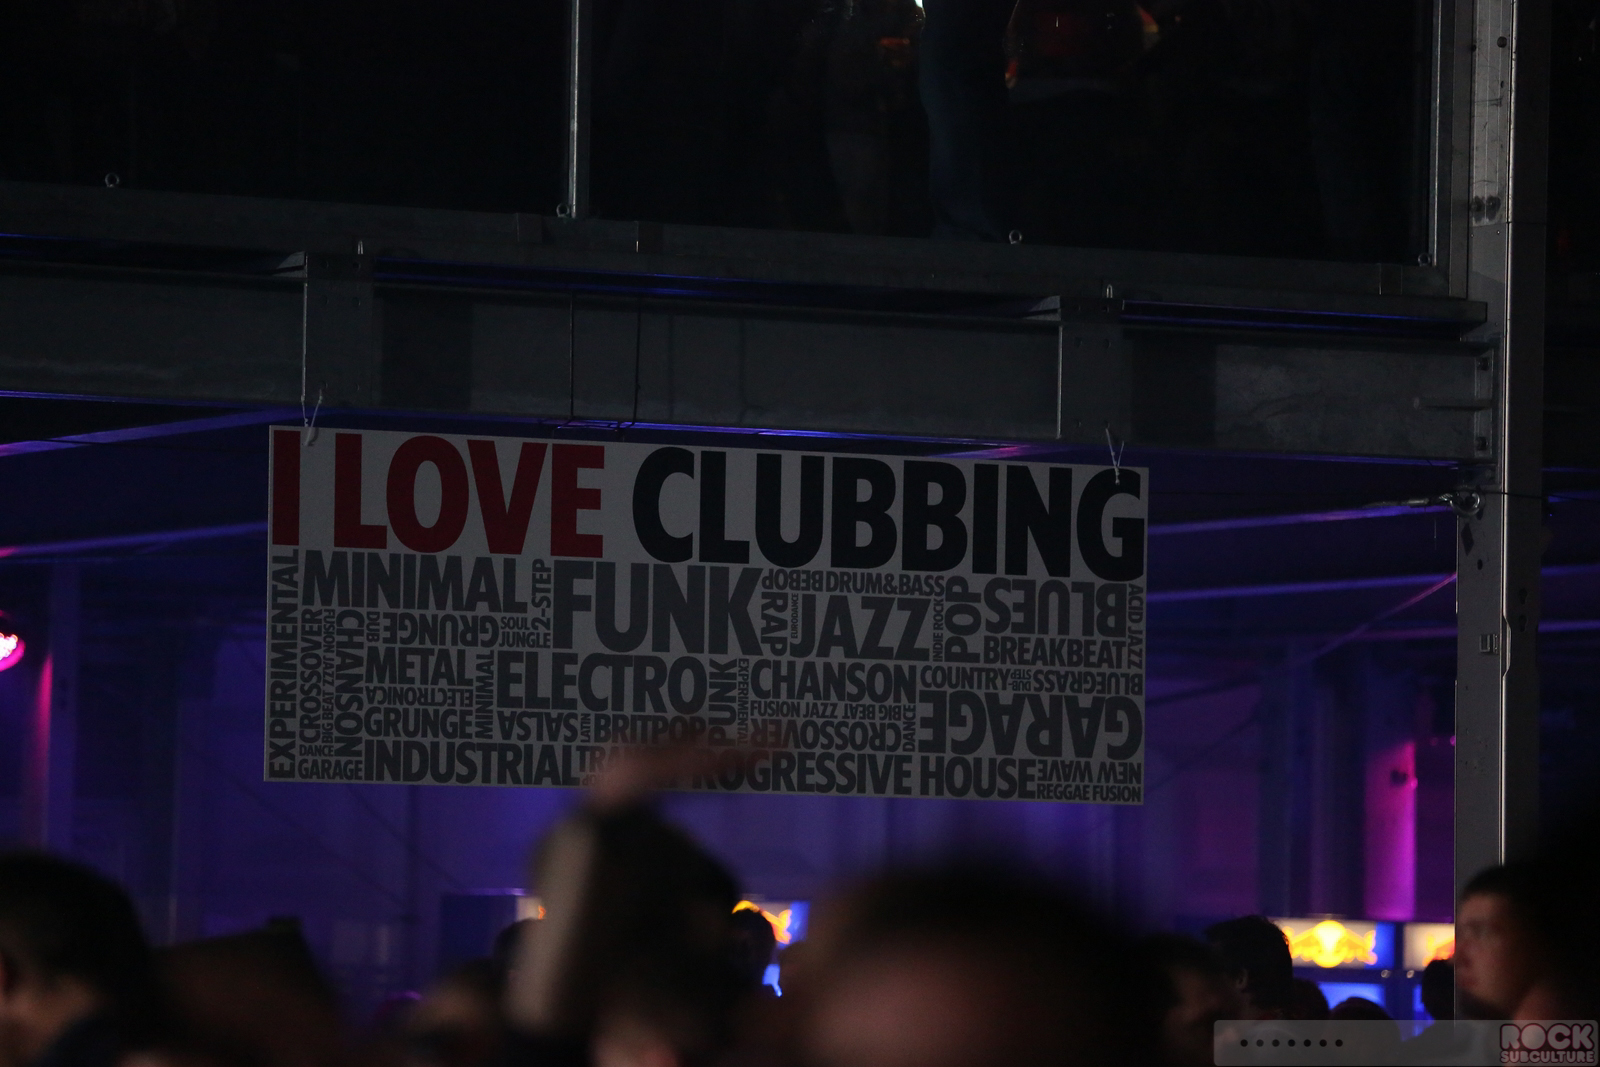 I LOVE CLUBBING
EXPERIMENTAL
MINIMAL
2-STEP
FUNK
BEBOP
DRUM&BASS
POP
BLUES
ACID JAZZ
CROSSOVER
FUSION JAZZ
BIG BEAT
CHANSON
DUB
GRUNGE
SOUL
JUNGLE
RAP
EURODANCE
JAZZ
INDIE ROCK
BREAKBEAT
METAL
ELECTRONICA
MINIMAL
ELECTRO
PUNK
EXPERIMENTAL
CHANSON
COUNTRY
DUB-STEP
BLUEGRASS
GRUNGE
SALSA
LATIN
BRITPOP
FUSION JAZZ
BIG BEAT
CROSSOVER
DANCE
GARAGE
DANCE
GARAGE
INDUSTRIAL
PROGRESSIVE HOUSE
NEW WAVE
REGGAE FUSION
ROCK
SUBCULTURE